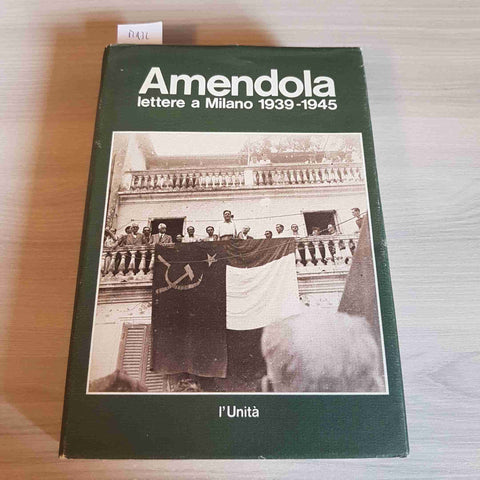 Amendola
lettere a Milano 1939-1945
l'Unità